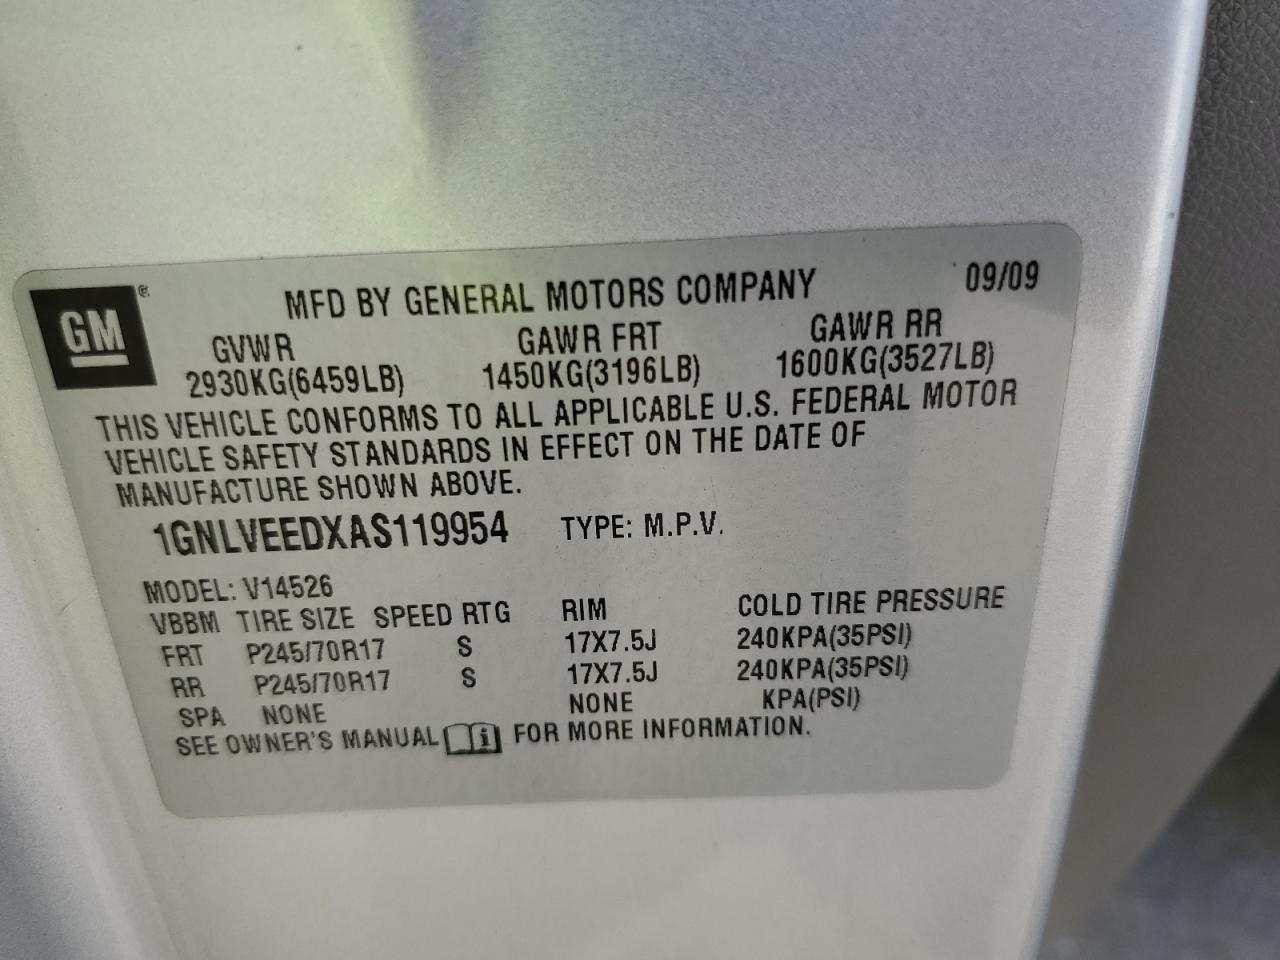 GM ®
MFD BY GENERAL MOTORS COMPANY 09/09
GVWR GAWR FRT GAWR RR
2930KG(6459LB) 1450KG(3196LB) 1600KG(3527LB)
THIS VEHICLE CONFORMS TO ALL APPLICABLE U.S. FEDERAL MOTOR
VEHICLE SAFETY STANDARDS IN EFFECT ON THE DATE OF
MANUFACTURE SHOWN ABOVE.
1GNLVEEDXAS119954 TYPE: M.P.V.
MODEL: V14526
VBBM TIRE SIZE SPEED RTG RIM COLD TIRE PRESSURE
FRT P245/70R17 S 17X7.5J 240KPA(35PSI)
RR P245/70R17 S 17X7.5J 240KPA(35PSI)
SPA NONE NONE KPA(PSI)
SEE OWNER'S MANUAL i FOR MORE INFORMATION.